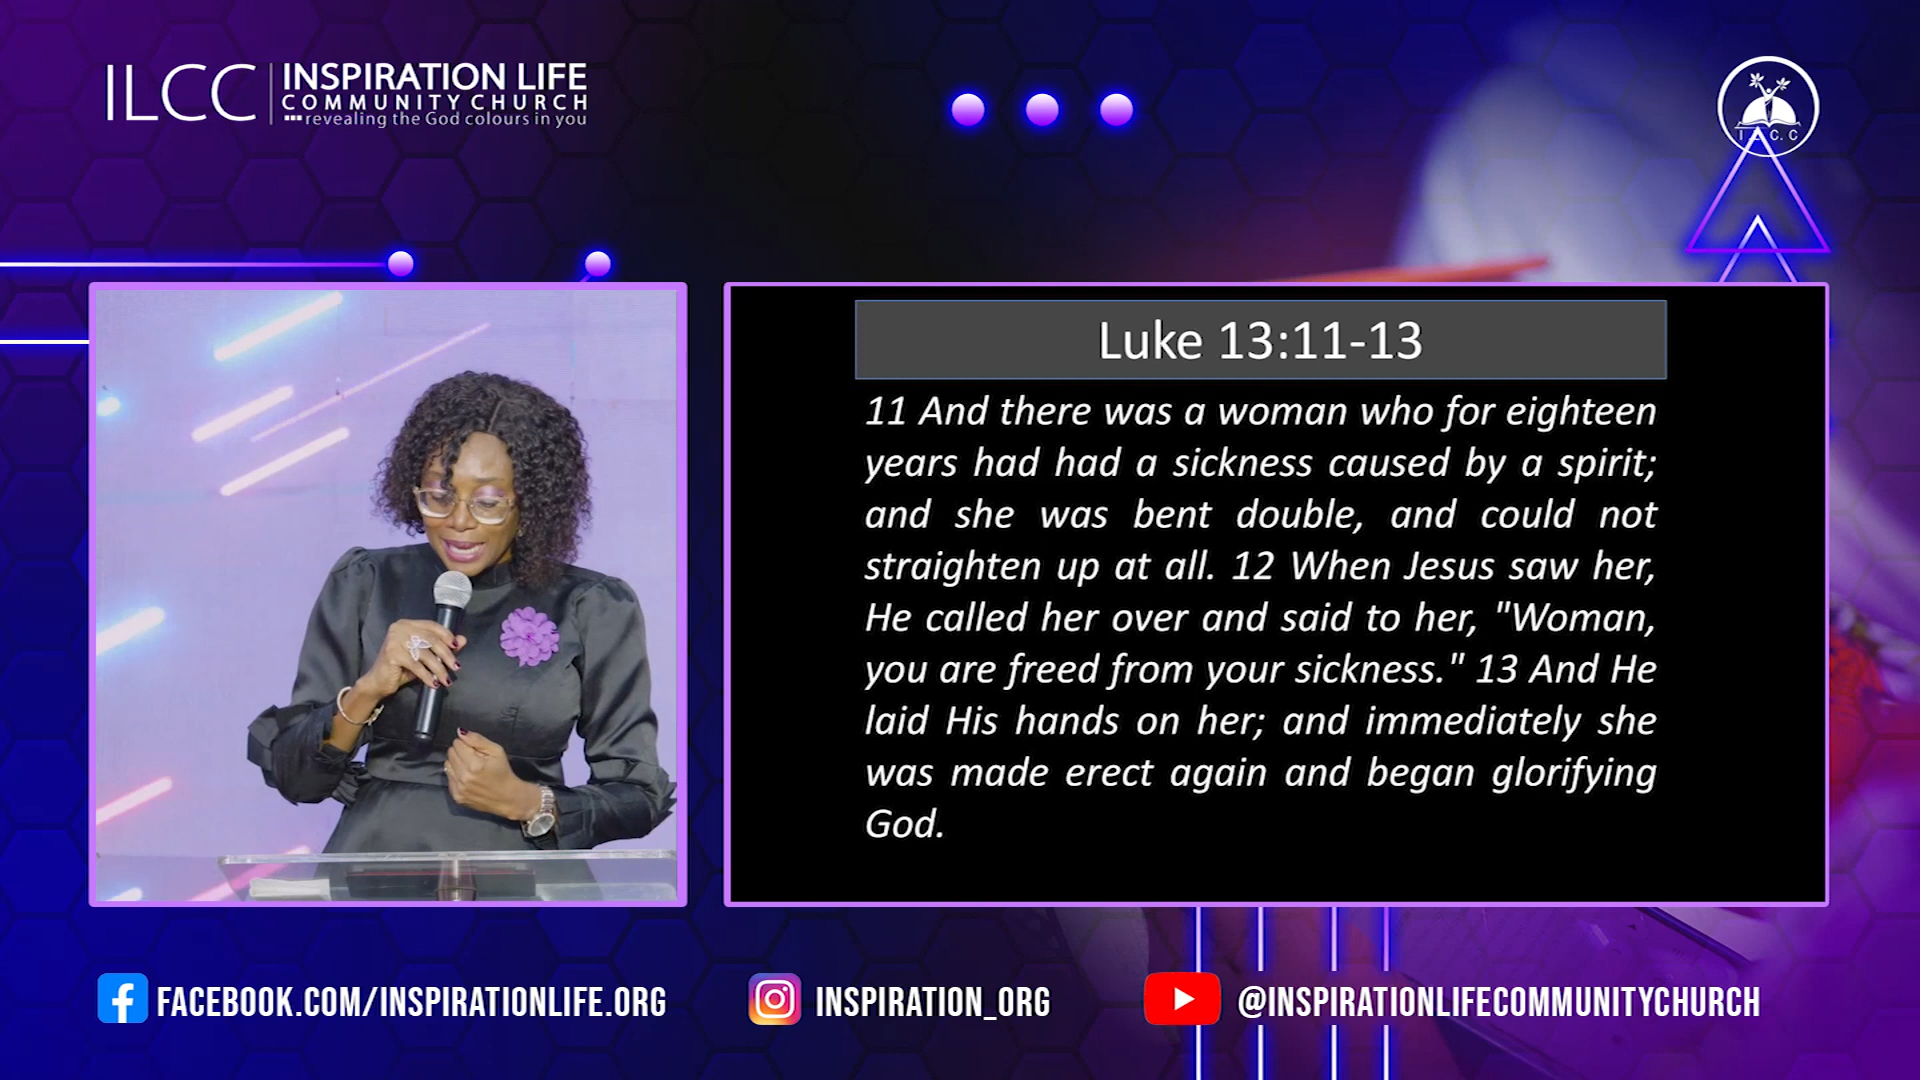 ILCC
INSPIRATION LIFE
COMMUNITY CHURCH
...revealing the God colours in you
I.L.C.C
Luke 13:11-13
11 And there was a woman who for eighteen
years had had a sickness caused by a spirit;
and she was bent double, and could not
straighten up at all. 12 When Jesus saw her,
He called her over and said to her, "Woman,
you are freed from your sickness." 13 And He
laid His hands on her; and immediately she
was made erect again and began glorifying
God.
FACEBOOK.COM/INSPIRATIONLIFE.ORG
INSPIRATION_ORG
@INSPIRATIONLIFECOMMUNITYCHURCH